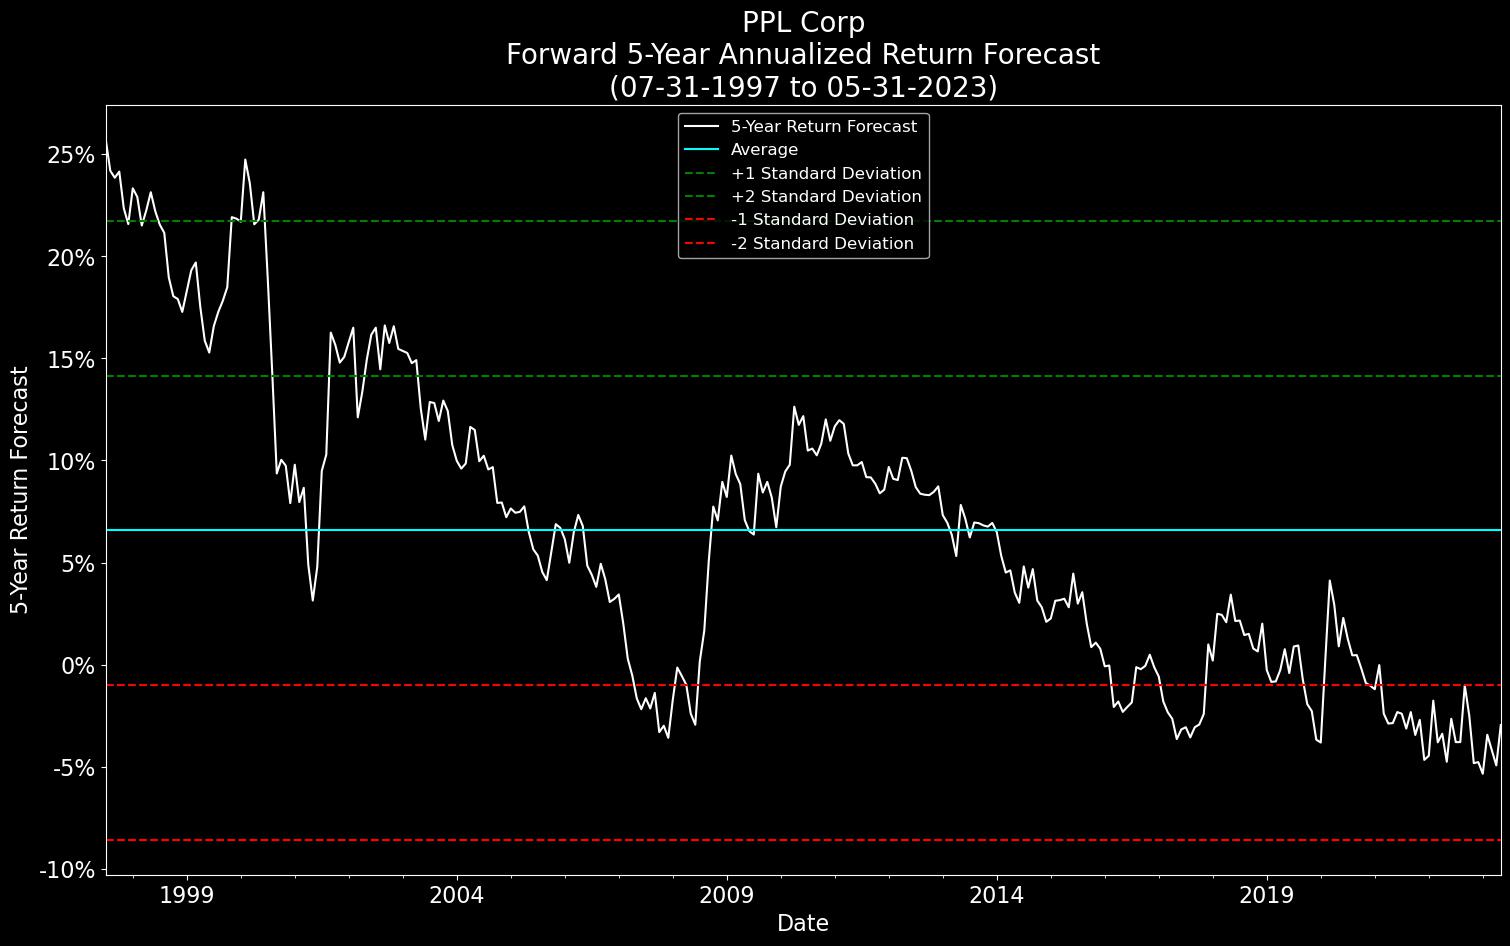 PPL Corp
Forward 5-Year Annualized Return Forecast
(07-31-1997 to 05-31-2023)
5-Year Return Forecast
Average
+1 Standard Deviation
+2 Standard Deviation
-1 Standard Deviation
-2 Standard Deviation
5-Year Return Forecast
25%
20%
15%
10%
5%
0%
-5%
-10%
1999
2004
2009
2014
2019
Date